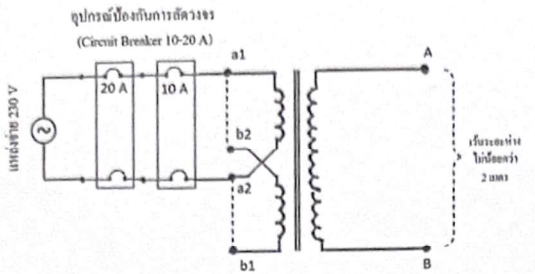 อุปกรณ์ป้องกันการลัดวงจร
(Circuit Breaker 10-20 A)
a1
A
20 A
10 A
แหล่งจ่าย 230 V
b2
a2
เว้นระยะห่าง
ไม่น้อยกว่า
2 เมตร
b1
B